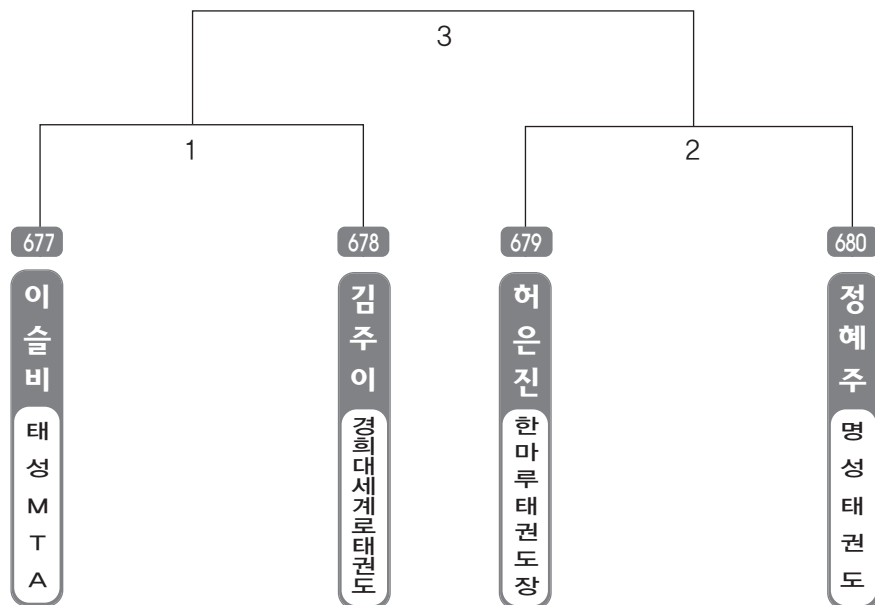 3
1
2
677
678
679
680
이슬비
김주이
허은진
정혜주
태성MTA
경희대세계로태권도
한마루태권도장
명성태권도